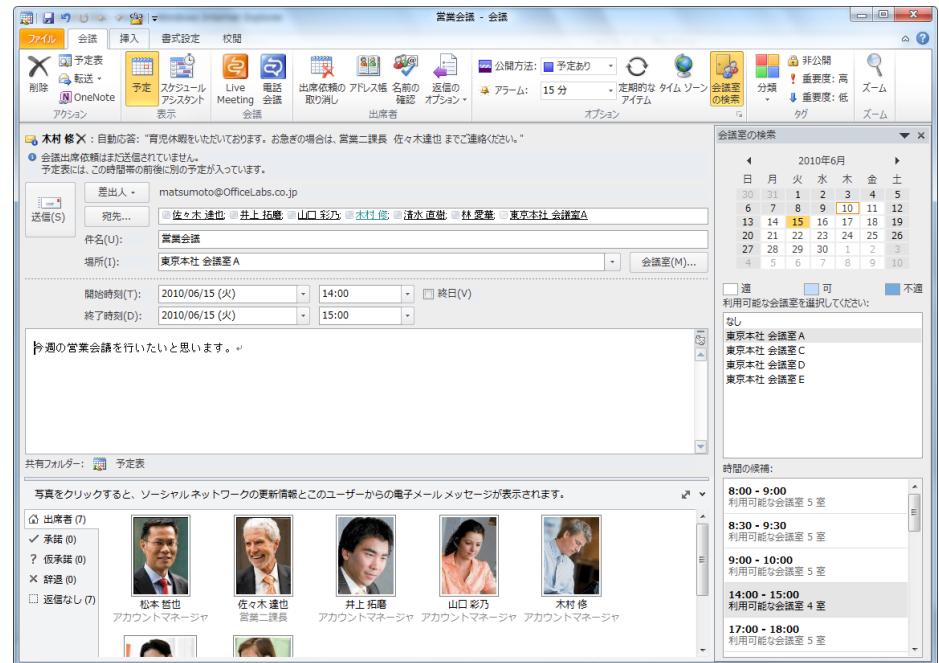 営業会議 - 会議
ファイル 会議 挿入 書式設定 校閲
削除
予定表
転送
OneNote
アクション
予定
スケジュール
アシスタント
表示
Live
Meeting
電話
会議
会議
出席依頼の
取り消し
アドレス帳
名前の
確認
返信の
オプション
出席者
公開方法: 予定あり
アラーム: 15 分
定期的な
アイテム
タイム ゾーン
会議室
の検索
オプション
分類
非公開
重要度: 高
重要度: 低
タグ
ズーム
ズーム
木村 修 : 自動応答: "育児休暇をいただいております。お急ぎの場合は、営業二課長 佐々木達也 までご連絡ください。"
会議出席依頼はまだ送信されていません。
予定表には、この時間帯の前後に別の予定が入っています。
送信(S)
差出人 matsumoto@OfficeLabs.co.jp
宛先... 佐々木 達也; 井上 拓磨; 山口 彩乃; 木村 修; 清水 直樹; 林 愛華; 東京本社 会議室A
件名(U): 営業会議
場所(I): 東京本社 会議室A 会議室(M)...
開始時刻(T): 2010/06/15 (火) 14:00 終日(V)
終了時刻(D): 2010/06/15 (火) 15:00
今週の営業会議を行いたいと思います。
共有フォルダー: 予定表
写真をクリックすると、ソーシャル ネットワークの更新情報とこのユーザーからの電子メール メッセージが表示されます。
出席者 (7)
承諾 (0)
仮承諾 (0)
辞退 (0)
返信なし (7)
松本 哲也
アカウントマネージャ
佐々木 達也
営業二課長
井上 拓磨
アカウントマネージャ
山口 彩乃
アカウントマネージャ
木村 修
アカウントマネージャ
会議室の検索
2010年6月
日 月 火 水 木 金 土
30 31 1 2 3 4 5
6 7 8 9 10 11 12
13 14 15 16 17 18 19
20 21 22 23 24 25 26
27 28 29 30 1 2 3
4 5 6 7 8 9 10
適 可 不適
利用可能な会議室を選択してください:
なし
東京本社 会議室A
東京本社 会議室C
東京本社 会議室D
東京本社 会議室E
時間の候補:
8:00 - 9:00
利用可能な会議室 5 室
8:30 - 9:30
利用可能な会議室 5 室
9:00 - 10:00
利用可能な会議室 5 室
14:00 - 15:00
利用可能な会議室 4 室
17:00 - 18:00
利用可能な会議室 5 室